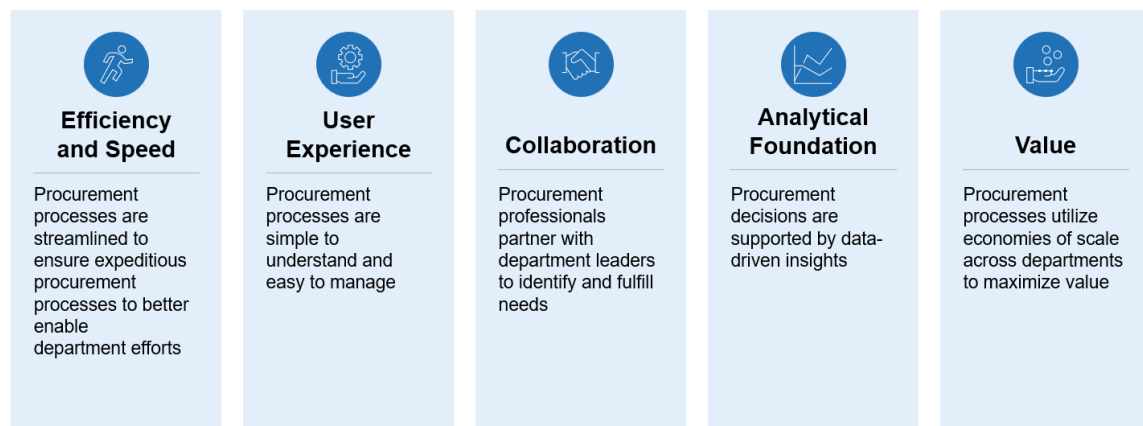 Efficiency
and Speed
Procurement
processes are
streamlined to
ensure expeditious
procurement
processes to better
enable
department efforts
User
Experience
Procurement
processes are
simple to
understand and
easy to manage
Collaboration
Procurement
professionals
partner with
department leaders
to identify and fulfill
needs
Analytical
Foundation
Procurement
decisions are
supported by data-
driven insights
Value
Procurement
processes utilize
economies of scale
across departments
to maximize value